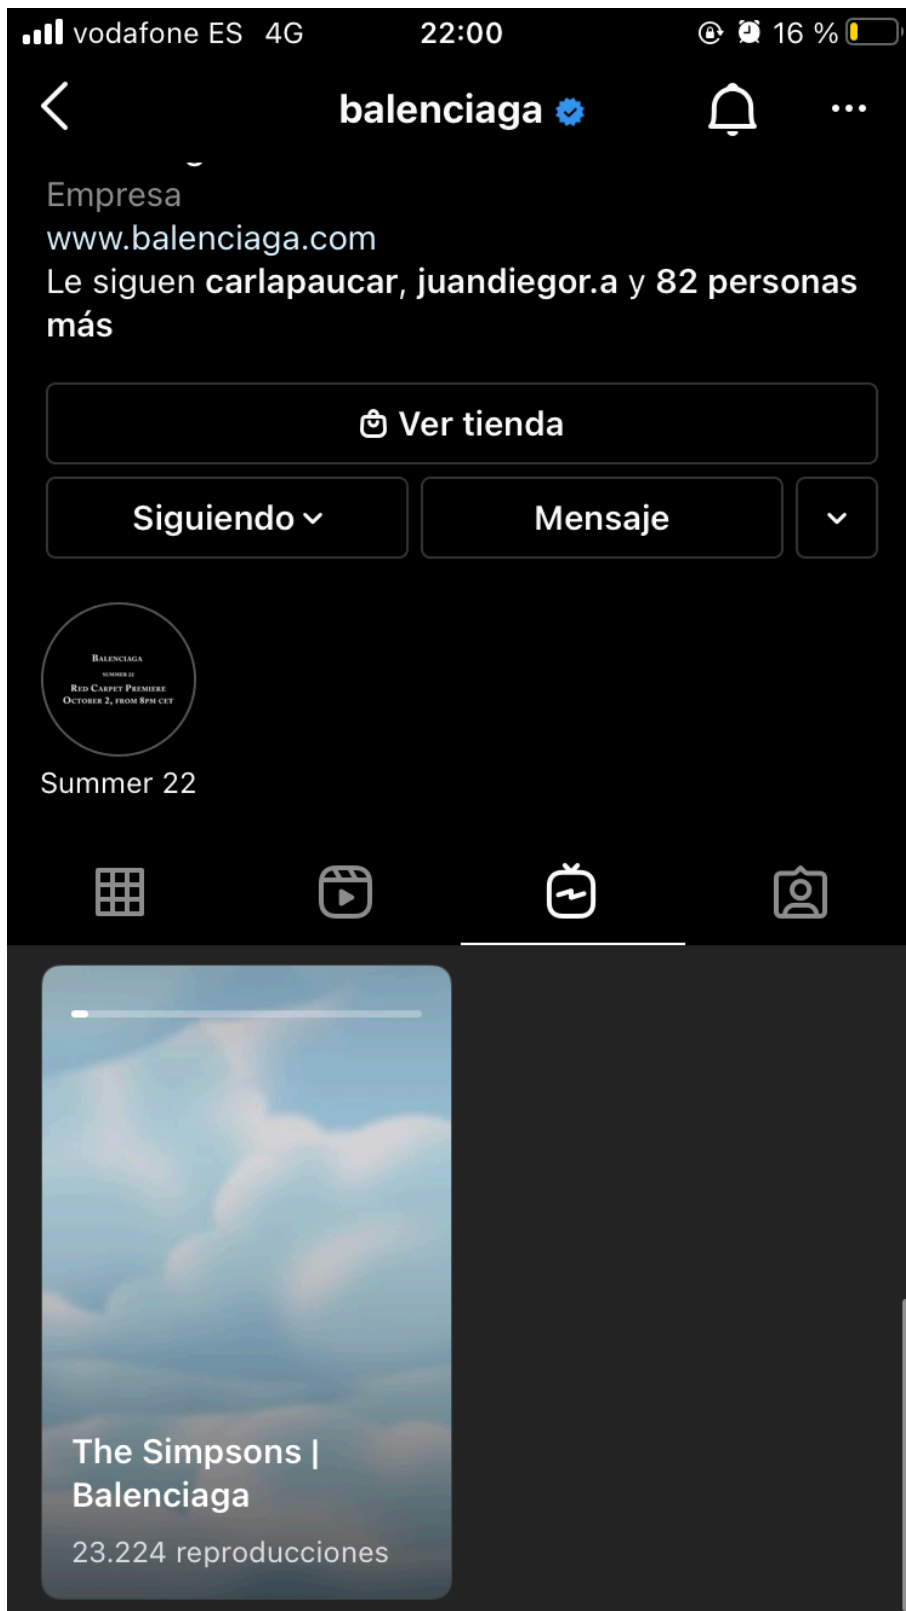 vodafone ES 4G 22:00 16 %
balenciaga
Empresa
www.balenciaga.com
Le siguen carlapaucar, juandiegor.a y 82 personas
más
Ver tienda
Siguiendo Mensaje
BALENCIAGA
SUMMER 22
RED CARPET PREMIERE
OCTOBER 2, FROM 8PM CET
Summer 22
The Simpsons |
Balenciaga
23.224 reproducciones